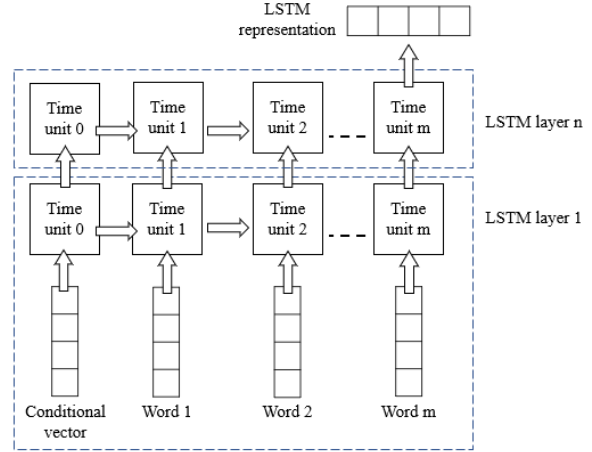 LSTM
representation
Time
unit 0
Time
unit 1
Time
unit 2
Time
unit m
LSTM layer n
Time
unit 0
Time
unit 1
Time
unit 2
Time
unit m
LSTM layer 1
Conditional
vector
Word 1
Word 2
Word m